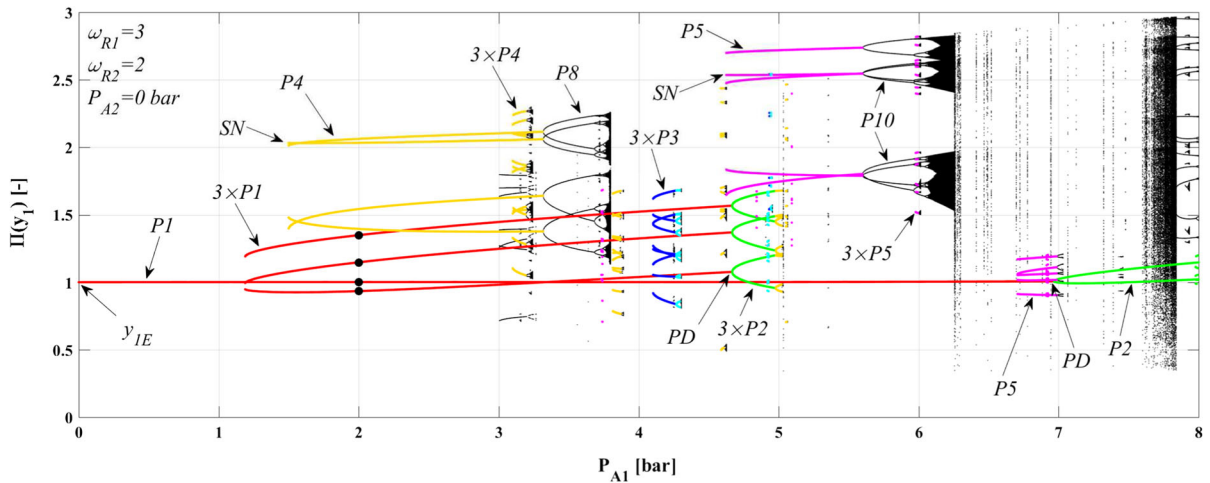 3
ω_R1=3
ω_R2=2
P_A2=0 bar
P4
SN
3×P1
P1
y_1E
3×P4
P8
3×P3
P5
SN
P10
3×P5
PD
3×P2
P5
PD
P2
2.5
2
1.5
1
0.5
0
Π(y_1) [-]
0 1 2 3 4 5 6 7 8
P_A1 [bar]